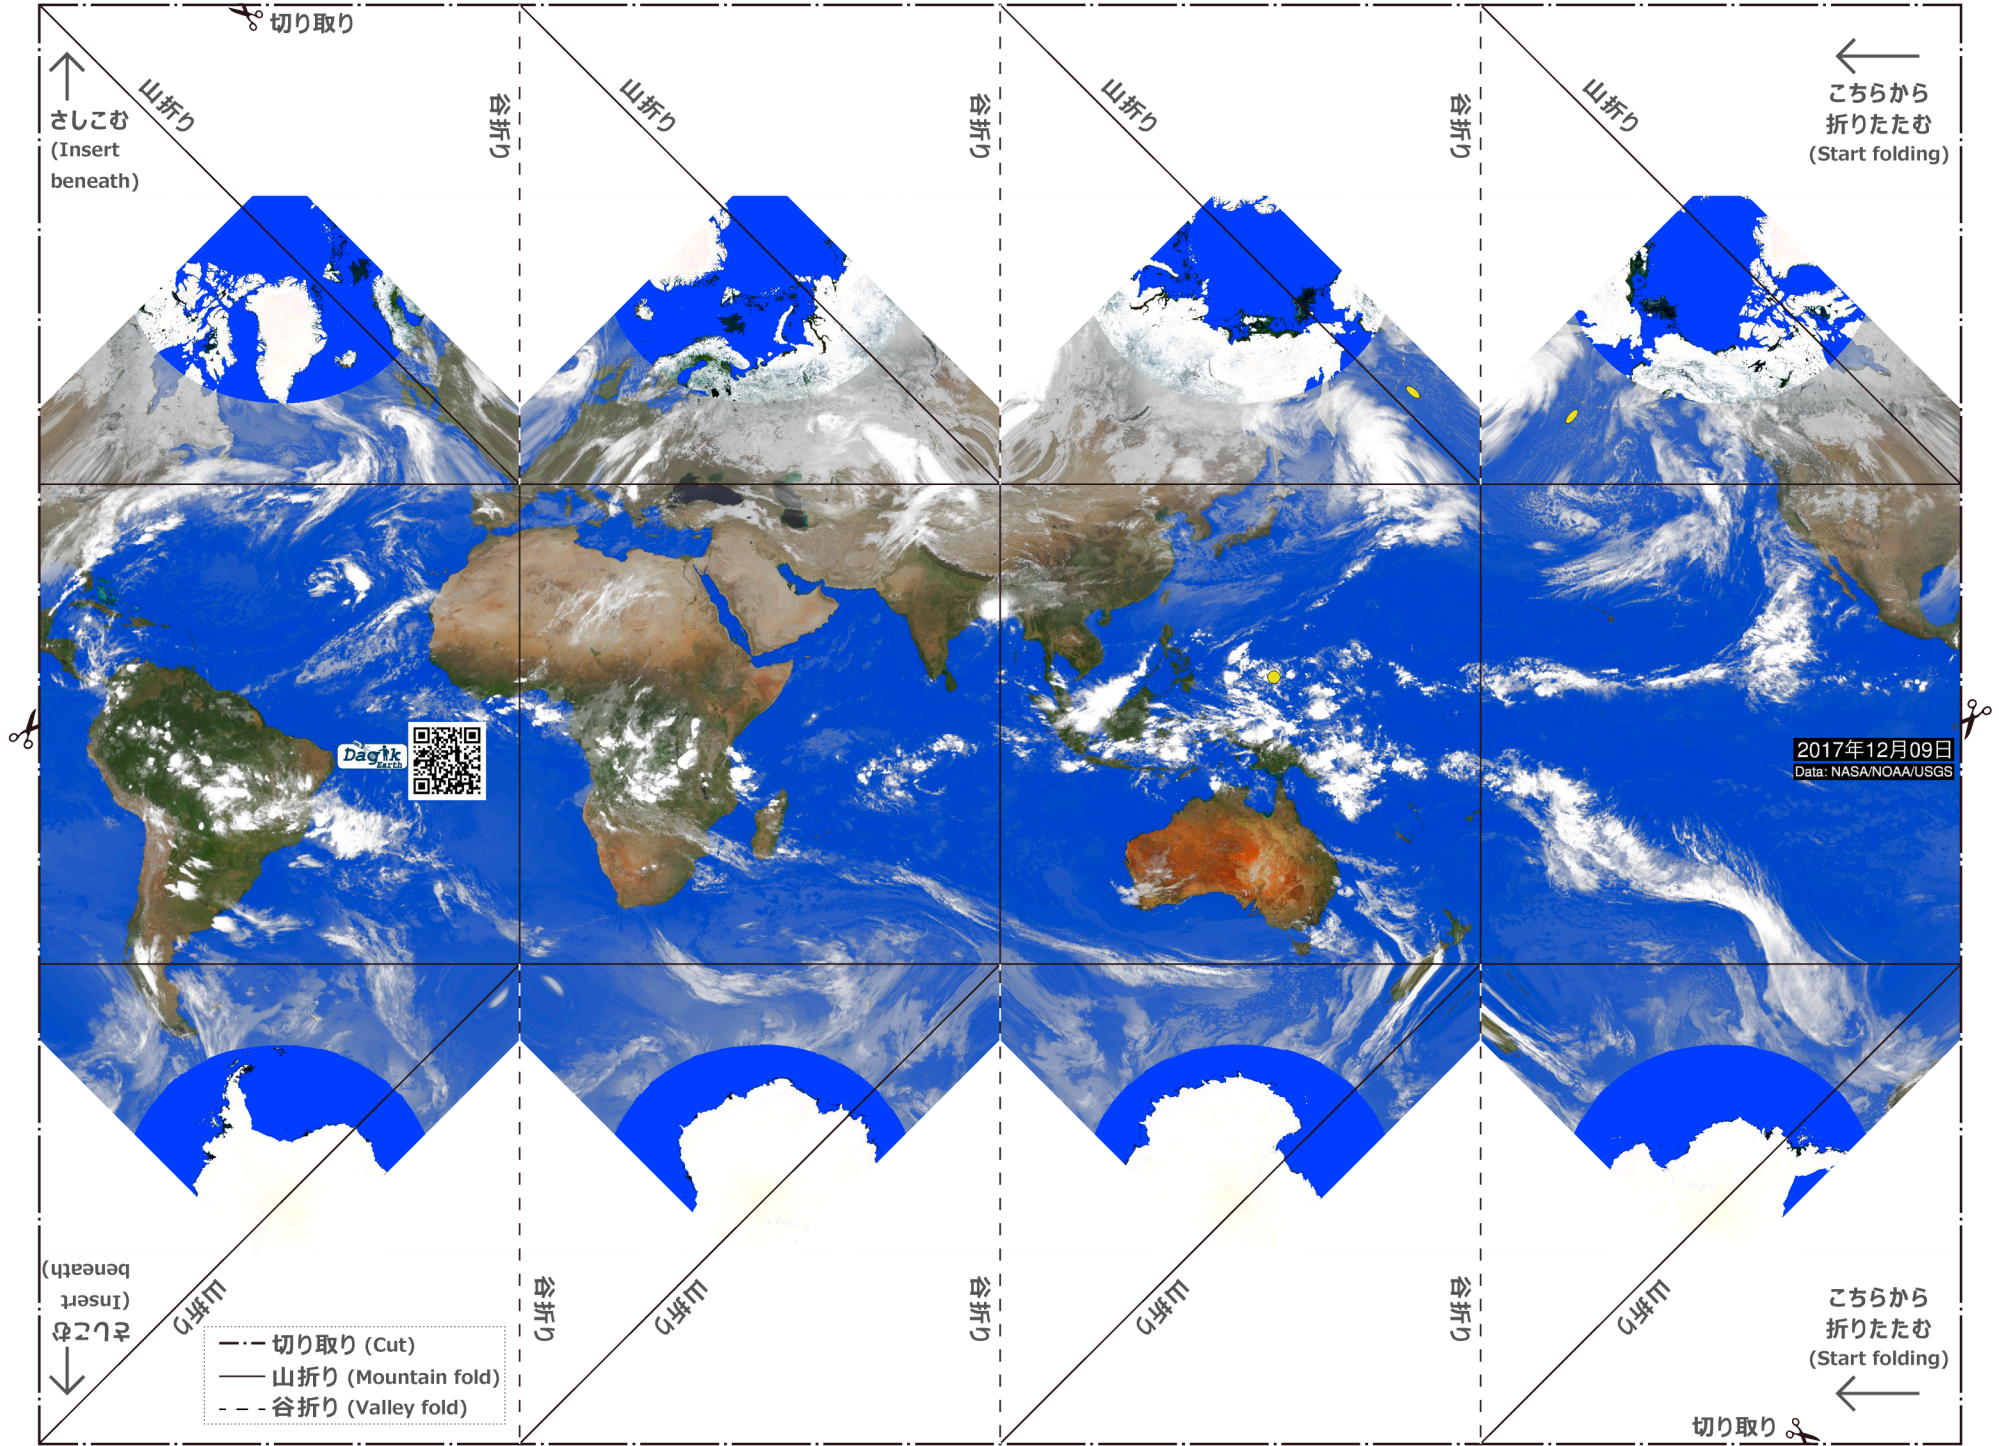 切り取り
山折り
山折り
山折り
山折り
谷折り
谷折り
谷折り
さしこむ
(Insert
beneath)
こちらから
折りたたむ
(Start folding)
Dagik
Earth
2017年12月09日
Data: NASA/NOAA/USGS
さしこむ
(Insert
beneath)
山折り
山折り
山折り
山折り
谷折り
谷折り
谷折り
こちらから
折りたたむ
(Start folding)
切り取り (Cut)
山折り (Mountain fold)
谷折り (Valley fold)
切り取り